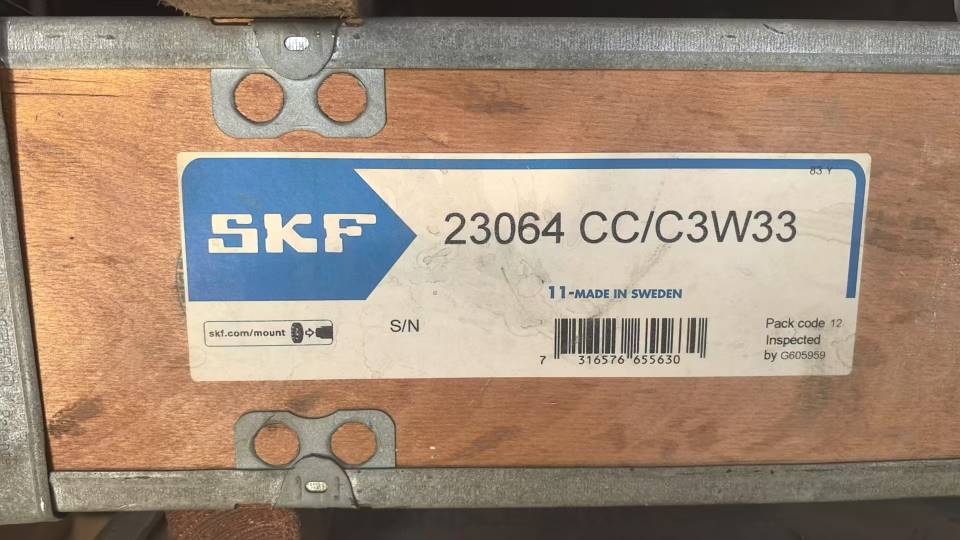 83 Y
SKF
23064 CC/C3W33
11-MADE IN SWEDEN
skf.com/mount
S/N
7 316576 655630
Pack code 12
Inspected
by G605959